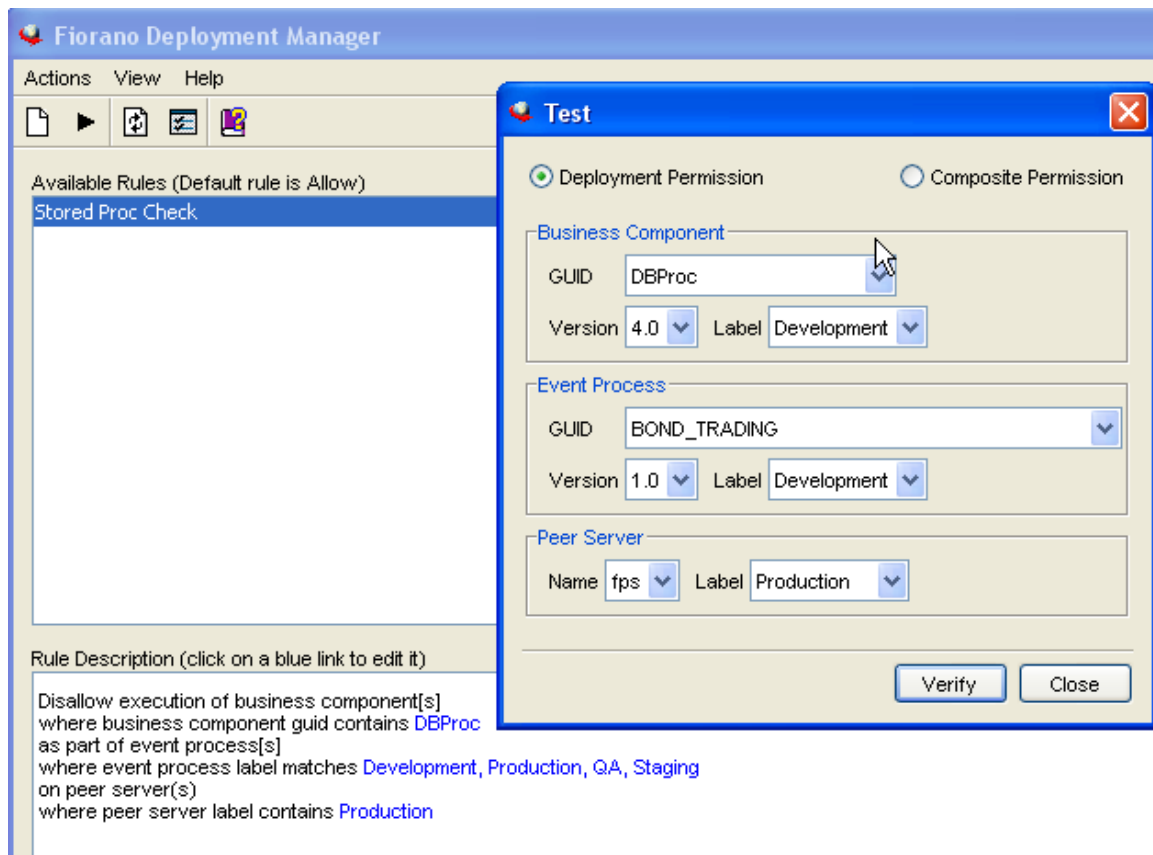 Fiorano Deployment Manager
Actions View Help
Available Rules (Default rule is Allow)
Stored Proc Check
Test
Deployment Permission Composite Permission
Business Component
GUID DBProc
Version 4.0 Label Development
Event Process
GUID BOND_TRADING
Version 1.0 Label Development
Peer Server
Name fps Label Production
Verify Close
Rule Description (click on a blue link to edit it)
Disallow execution of business component[s]
where business component guid contains DBProc
as part of event process[s]
where event process label matches Development, Production, QA, Staging
on peer server(s)
where peer server label contains Production